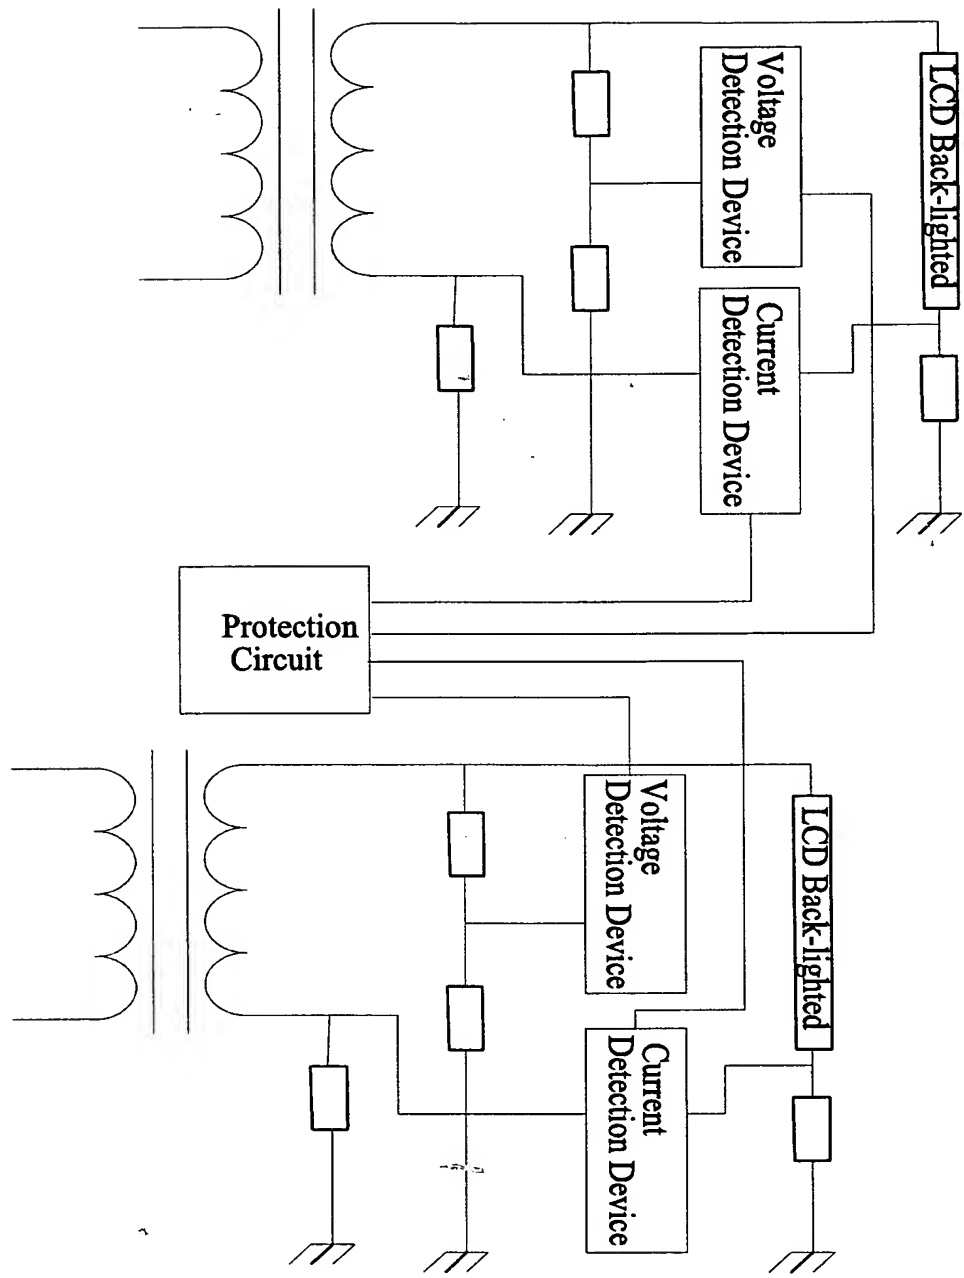 LCD Back-lighted
Voltage
Detection Device
Current
Detection Device
Protection
Circuit
LCD Back-lighted
Voltage
Detection Device
Current
Detection Device